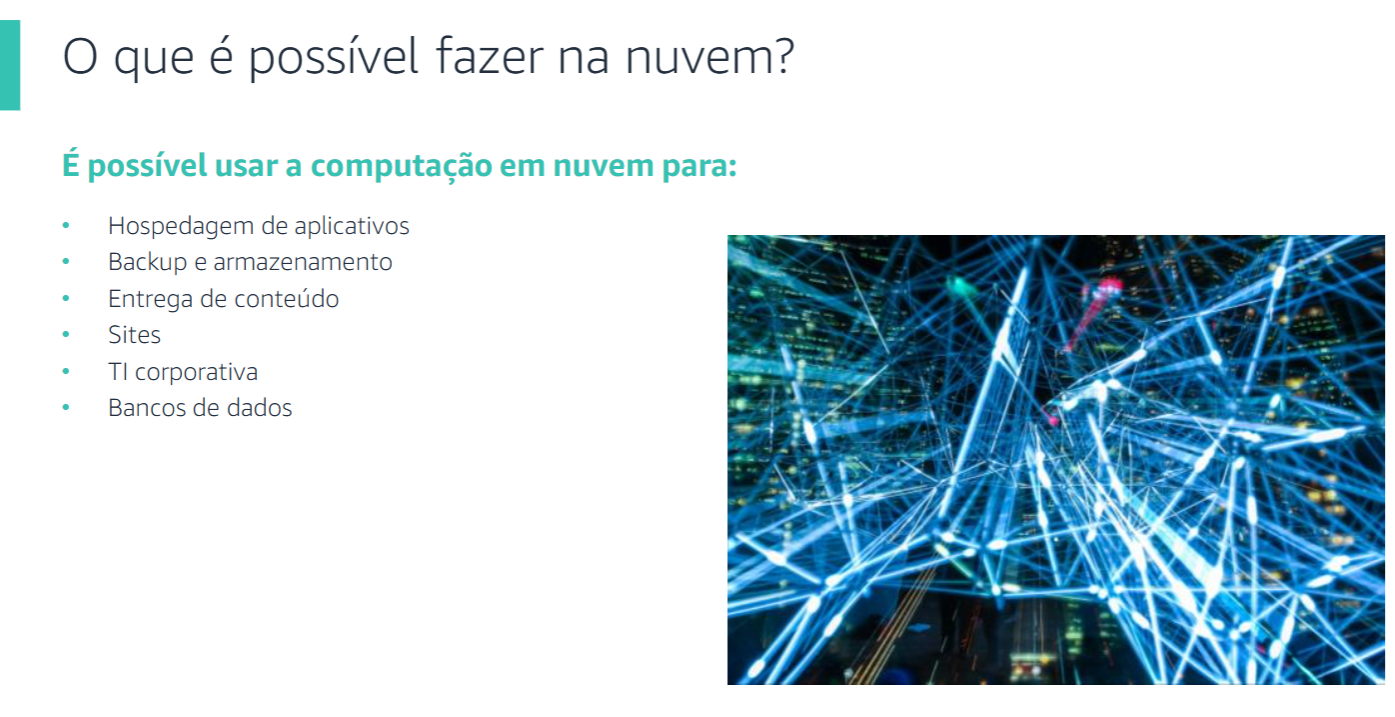 O que é possível fazer na nuvem?
É possível usar a computação em nuvem para:
• Hospedagem de aplicativos
• Backup e armazenamento
• Entrega de conteúdo
• Sites
• TI corporativa
• Bancos de dados